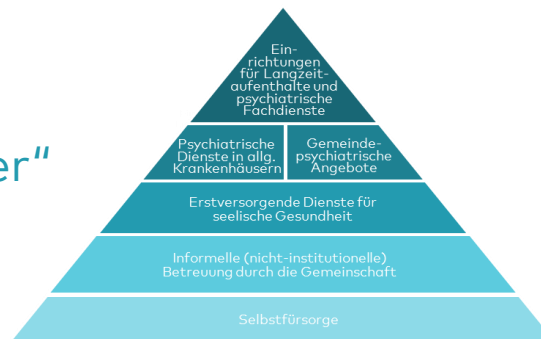 Ein-
richtungen
für Langzeit-
aufenthalte und
psychiatrische
Fachdienste
Psychiatrische
Dienste in allg.
Krankenhäusern
Gemeinde-
psychiatrische
Angebote
er“
Erstversorgende Dienste für
seelische Gesundheit
Informelle (nicht-institutionelle)
Betreuung durch die Gemeinschaft
Selbstfürsorge